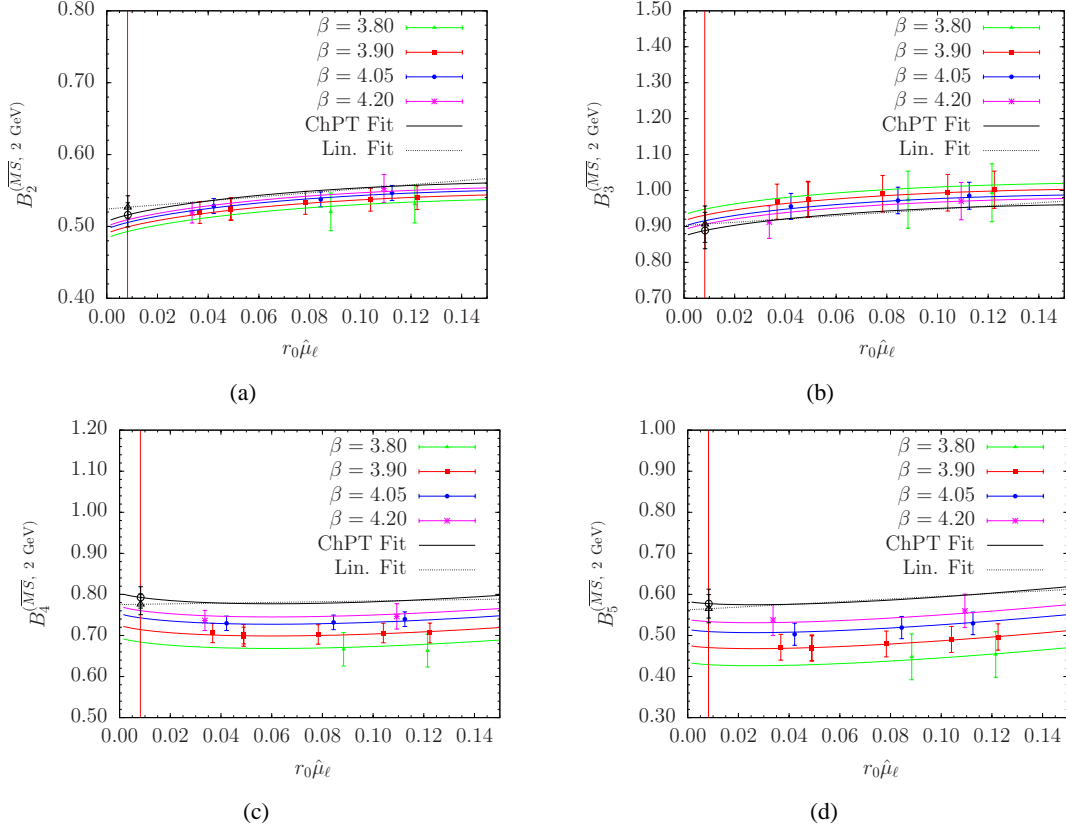 B_2^(MS, 2 GeV)
0.80
0.70
0.60
0.50
0.40
β = 3.80
β = 3.90
β = 4.05
β = 4.20
ChPT Fit
Lin. Fit
0.00 0.02 0.04 0.06 0.08 0.10 0.12 0.14
r_0 μ̂_ℓ
(a)
B_3^(MS, 2 GeV)
1.50
1.40
1.30
1.20
1.10
1.00
0.90
0.80
0.70
β = 3.80
β = 3.90
β = 4.05
β = 4.20
ChPT Fit
Lin. Fit
0.00 0.02 0.04 0.06 0.08 0.10 0.12 0.14
r_0 μ̂_ℓ
(b)
B_4^(MS, 2 GeV)
1.20
1.10
1.00
0.90
0.80
0.70
0.60
0.50
β = 3.80
β = 3.90
β = 4.05
β = 4.20
ChPT Fit
Lin. Fit
0.00 0.02 0.04 0.06 0.08 0.10 0.12 0.14
r_0 μ̂_ℓ
(c)
B_5^(MS, 2 GeV)
1.00
0.90
0.80
0.70
0.60
0.50
0.40
0.30
β = 3.80
β = 3.90
β = 4.05
β = 4.20
ChPT Fit
Lin. Fit
0.00 0.02 0.04 0.06 0.08 0.10 0.12 0.14
r_0 μ̂_ℓ
(d)